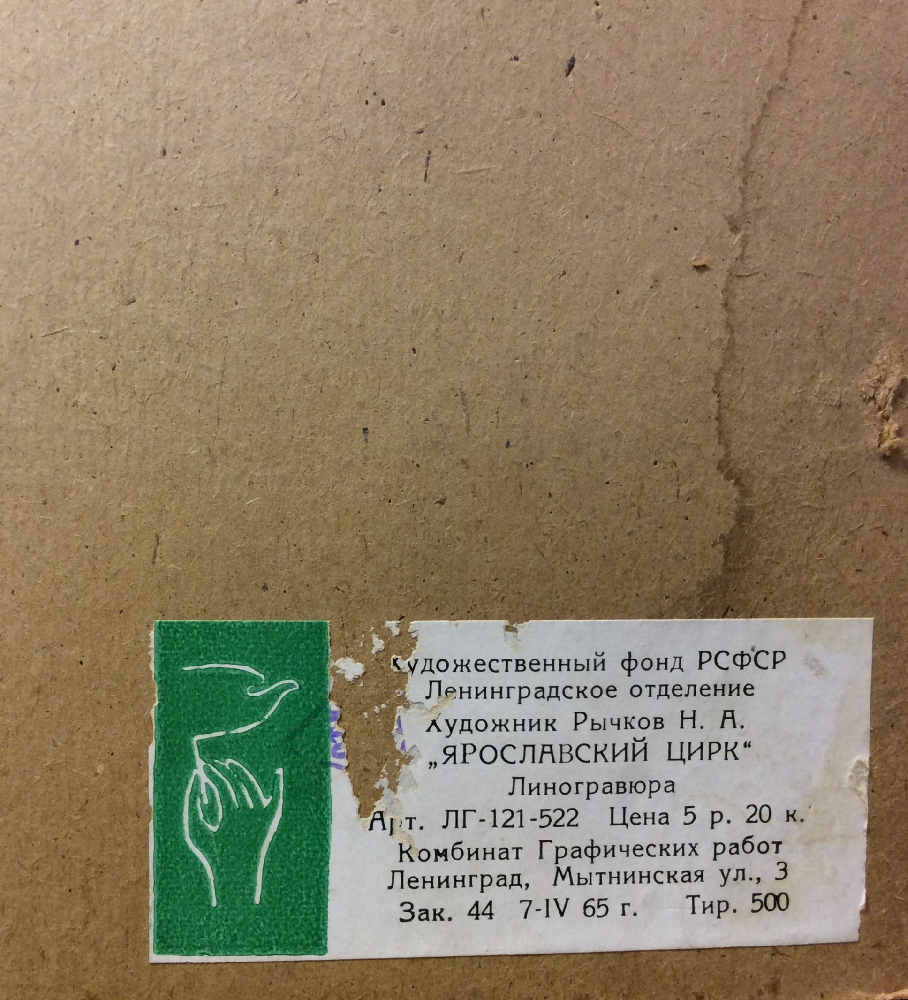 Художественный фонд РСФСР
Ленинградское отделение
Художник Рычков Н. А.
„ЯРОСЛАВСКИЙ ЦИРК“
Линогравюра
Арт. ЛГ-121-522 Цена 5 р. 20 к.
Комбинат Графических работ
Ленинград, Мытнинская ул., 3
Зак. 44 7-IV 65 г. Тир. 500